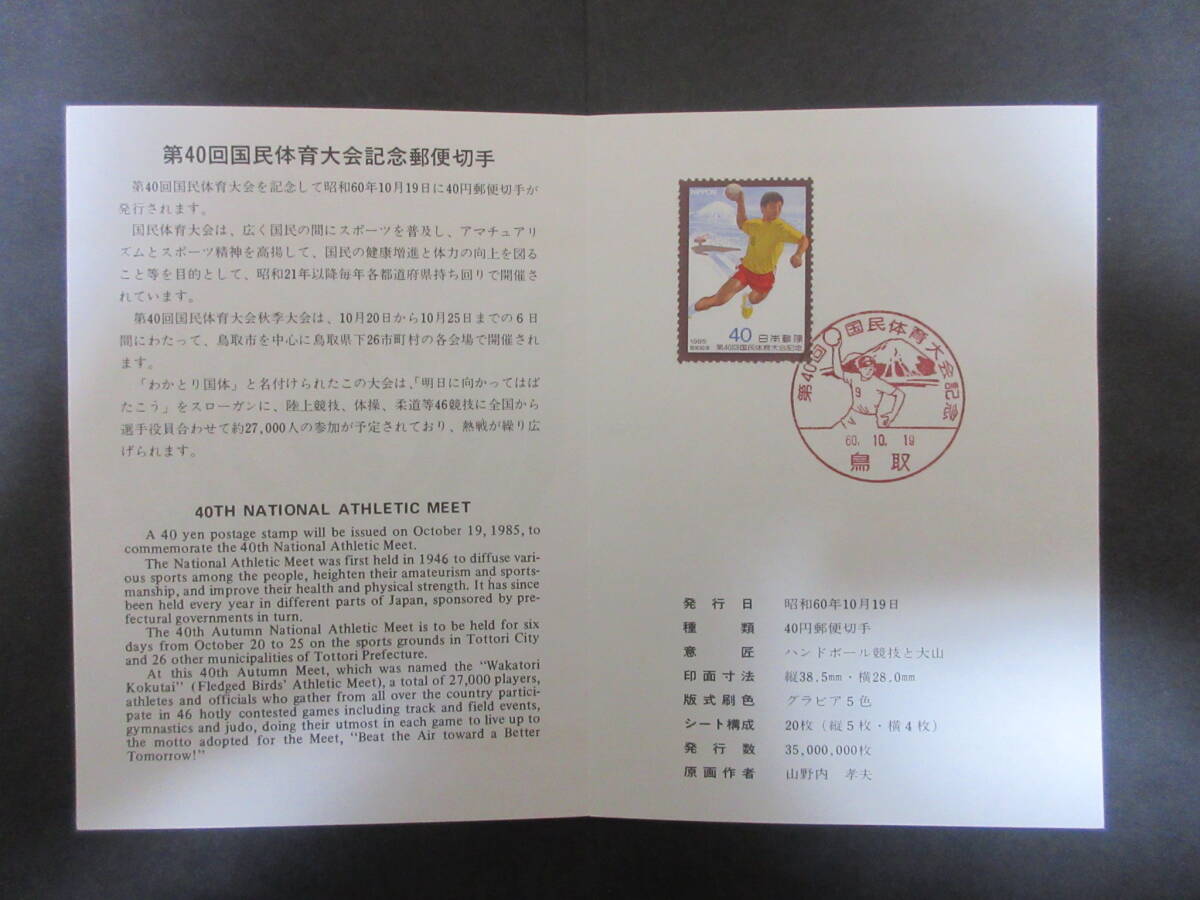 第40回国民体育大会記念郵便切手
第40回国民体育大会を記念して昭和60年10月19日に40円郵便切手が
発行されます。
国民体育大会は、広く国民の間にスポーツを普及し、アマチュアリ
ズムとスポーツ精神を高揚して、国民の健康増進と体力の向上を図る
こと等を目的として、昭和21年以降毎年各都道府県持ち回りで開催さ
れています。
第40回国民体育大会秋季大会は、10月20日から10月25日までの6日
間にわたって、鳥取市を中心に鳥取県下26市町村の各会場で開催され
ます。
「わかとり国体」と名付けられたこの大会は、「明日に向かってはば
たこう」をスローガンに、陸上競技、体操、柔道等46競技に全国から
選手役員合わせて約27,000人の参加が予定されており、熱戦が繰り広
げられます。
40TH NATIONAL ATHLETIC MEET
A 40 yen postage stamp will be issued on October 19, 1985, to
commemorate the 40th National Athletic Meet.
The National Athletic Meet was first held in 1946 to diffuse vari-
ous sports among the people, heighten their amateurism and sports-
manship, and improve their health and physical strength. It has since
been held every year in different parts of Japan, sponsored by pre-
fectural governments in turn.
The 40th Autumn National Athletic Meet is to be held for six
days from October 20 to 25 on the sports grounds in Tottori City
and 26 other municipalities of Tottori Prefecture.
At this 40th Autumn Meet, which was named the "Wakatori
Kokutai" (Fledged Birds' Athletic Meet), a total of 27,000 players,
athletes and officials who gather from all over the country partici-
pate in 46 hotly contested games including track and field events,
gymnastics and judo, doing their utmost in each game to live up to
the motto adopted for the Meet, "Beat the Air toward a Better
Tomorrow!"
NIPPON
40 日本郵便
1985
第40回国民体育大会記念
第40回国民体育大会記念
9
60. 10. 19
鳥取
発行日 昭和60年10月19日
種類 40円郵便切手
意匠 ハンドボール競技と大山
印面寸法 縦38.5mm・横28.0mm
版式刷色 グラビア5色
シート構成 20枚(縦5枚・横4枚)
発行数 35,000,000枚
原画作者 山野内 孝夫